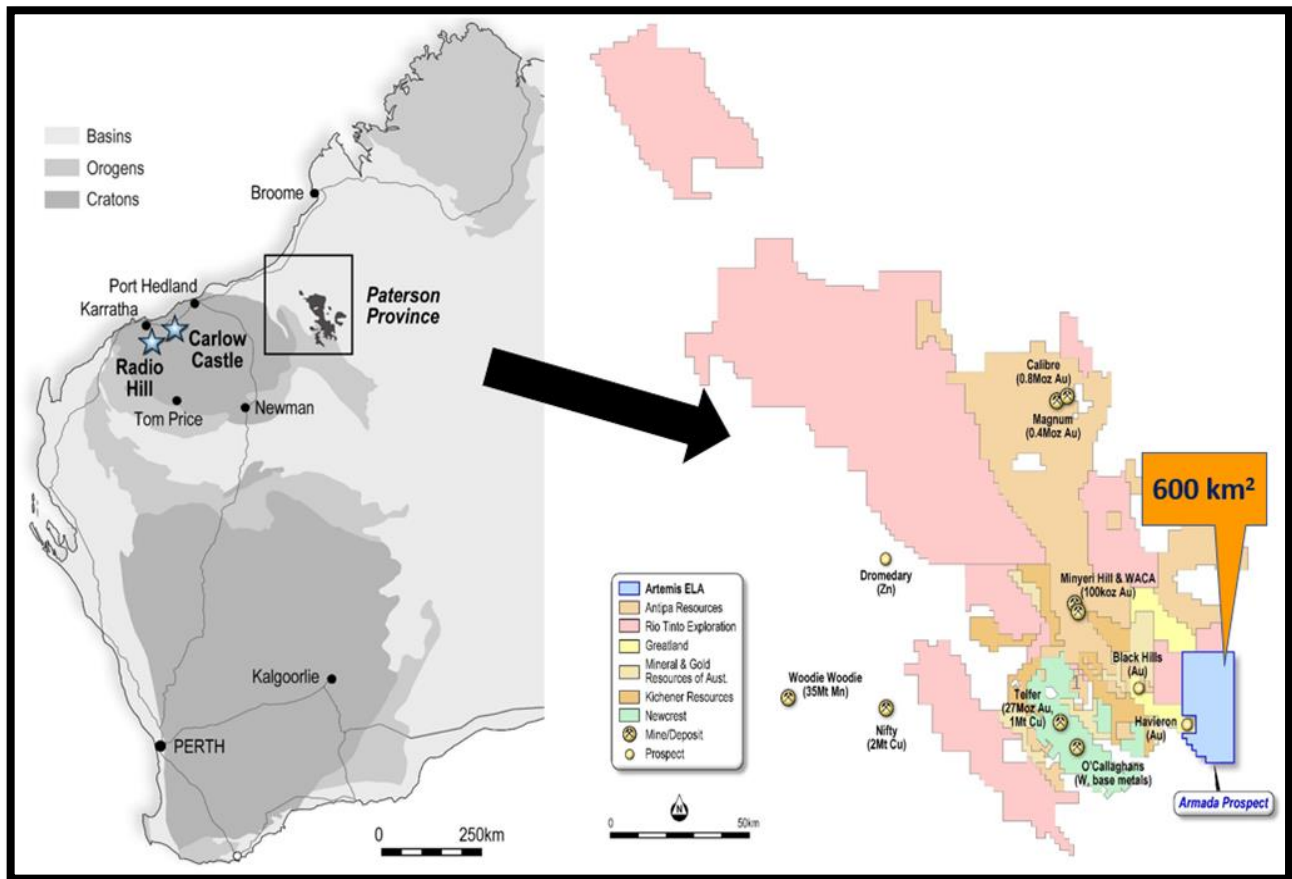 Basins
Orogens
Cratons
Broome
Port Hedland
Karratha
Paterson
Province
Carlow
Castle
Radio
Hill
Tom Price
Newman
Kalgoorlie
PERTH
0
250km
Calibre
(0.8Moz Au)
Magnum
(0.4Moz Au)
600 km²
Dromedary
(Zn)
Minyeri Hill & WACA
(100koz Au)
Black Hills
(Au)
Woodie Woodie
(35Mt Mn)
Nifty
(2Mt Cu)
Telfer
(27Moz Au,
1Mt Cu)
Havieron
(Au)
O'Callaghans
(W, base metals)
Armada Prospect
Artemis ELA
Antipa Resources
Rio Tinto Exploration
Greatland
Mineral & Gold
Resources of Aust.
Kichener Resources
Newcrest
Mine/Deposit
Prospect
N
0
50km